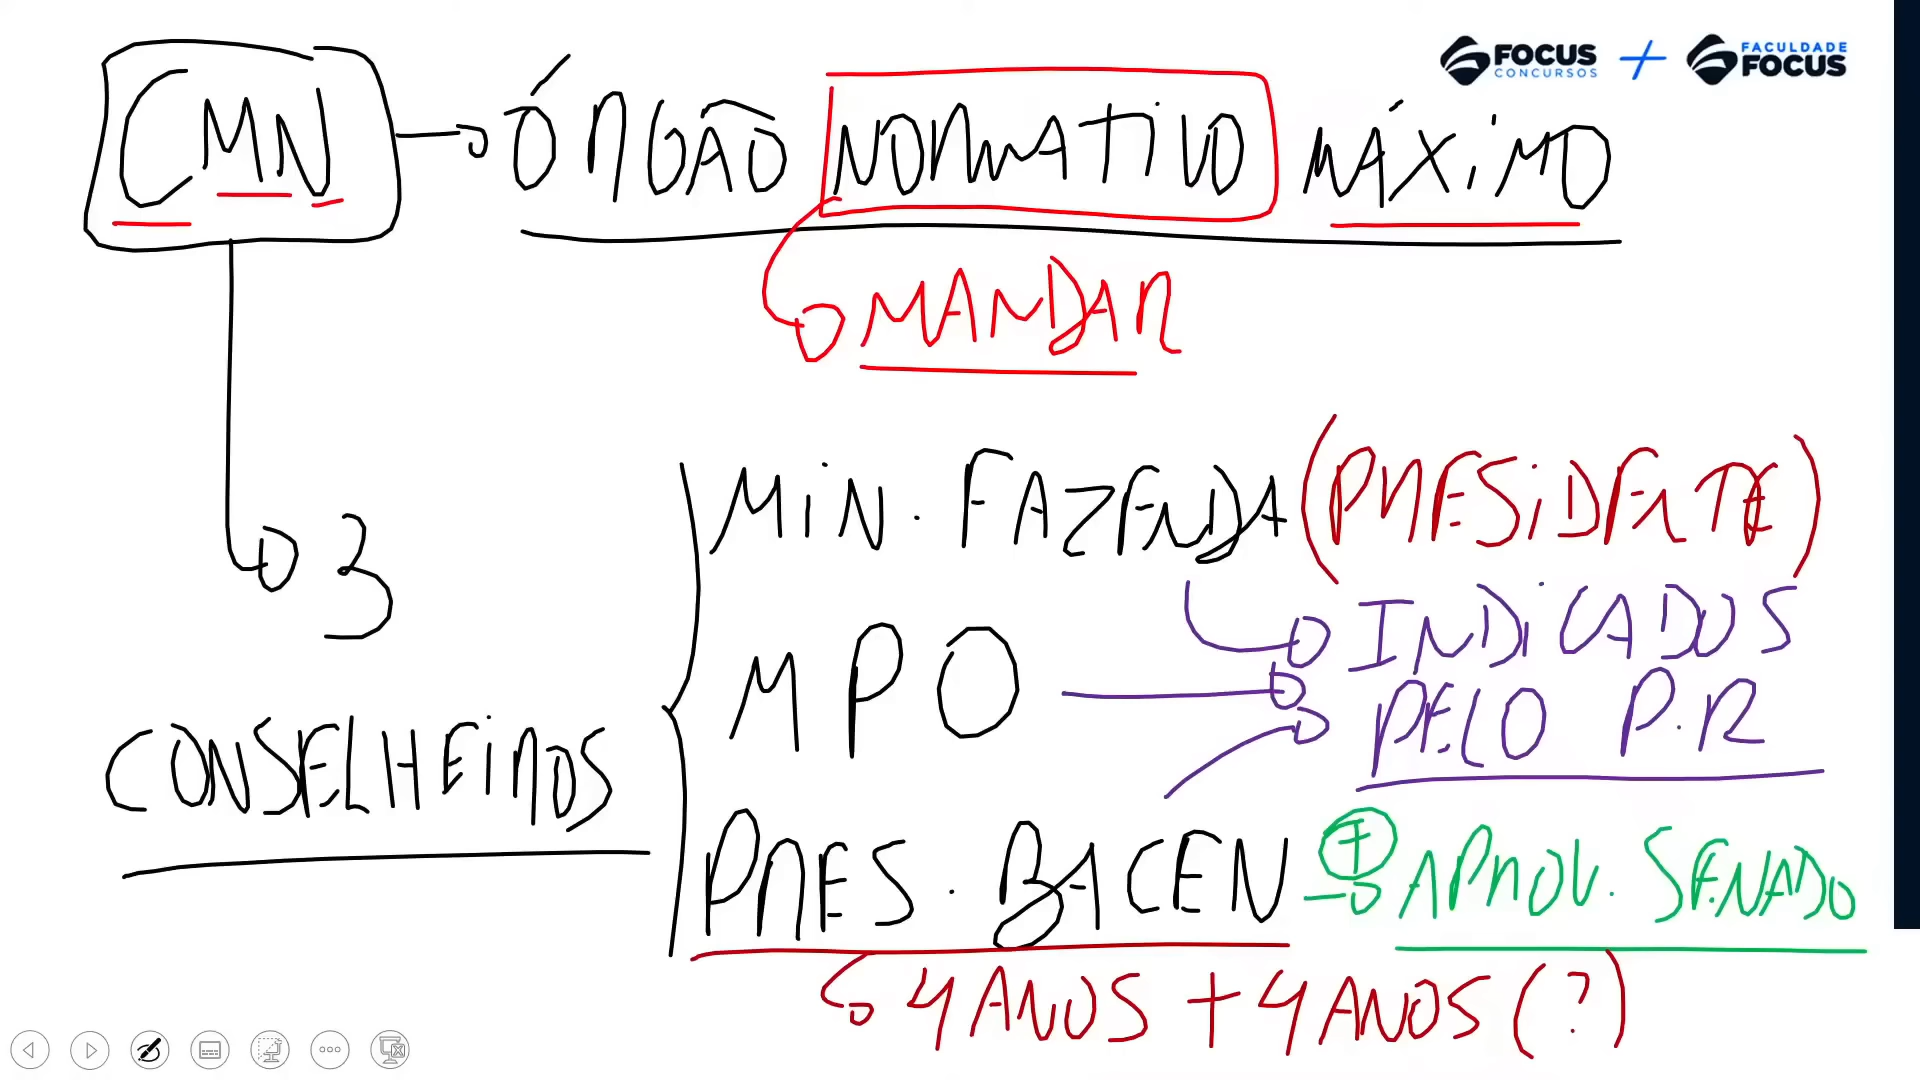 FOCUS CONCURSOS + FACULDADE FOCUS
CMN ÓRGÃO NORMATIVO MÁXIMO
MANDAR
MIN. FAZENDA (PRESIDENTE)
3
INDICADOS
MPO
PELO P.R
CONSELHEIROS
PRES. BACEN + APROV. SENADO
4 ANOS + 4 ANOS (?)